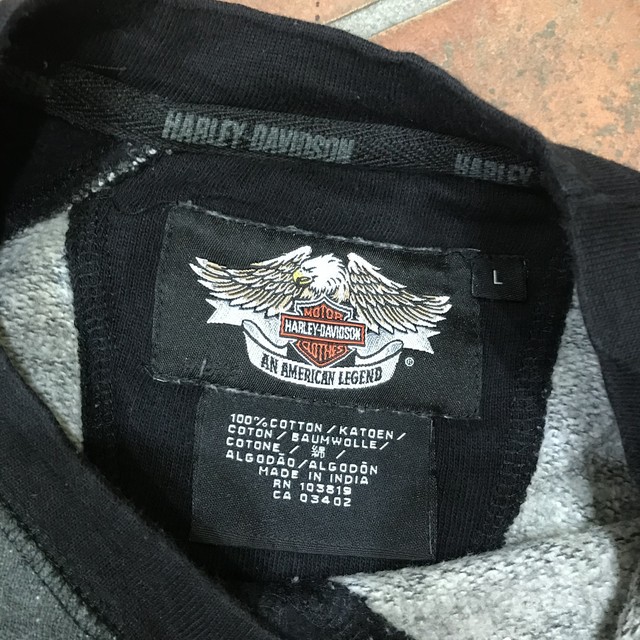 HARLEY-DAVIDSON
HARLEY
L
MOTOR
HARLEY-DAVIDSON
CLOTHES
AN AMERICAN LEGEND
®
100% COTTON / KATOEN /
COTON / BAUMWOLLE /
COTONE / 綿 /
ALGODÃO / ALGODÓN
MADE IN INDIA
RN 103819
CA 03402